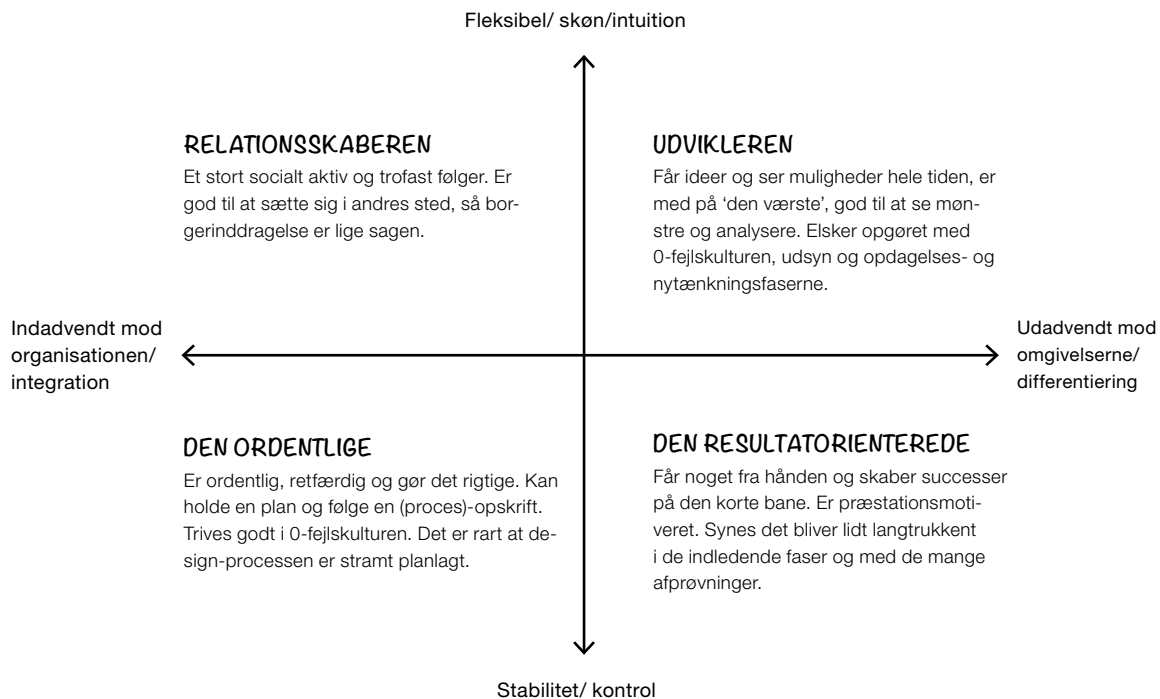 Fleksibel/ skøn/intuition
RELATIONSSKABEREN
Et stort socialt aktiv og trofast følger. Er
god til at sætte sig i andres sted, så bor-
gerinddragelse er lige sagen.
UDVIKLEREN
Får ideer og ser muligheder hele tiden, er
med på ‘den værste’, god til at se møn-
stre og analysere. Elsker opgøret med
0-fejlskulturen, udsyn og opdagelses- og
nytænkningsfaserne.
Indadvendt mod
organisationen/
integration
Udadvendt mod
omgivelserne/
differentiering
DEN ORDENTLIGE
Er ordentlig, retfærdig og gør det rigtige. Kan
holde en plan og følge en (proces)-opskrift.
Trives godt i 0-fejlskulturen. Det er rart at de-
sign-processen er stramt planlagt.
DEN RESULTATORIENTEREDE
Får noget fra hånden og skaber successer
på den korte bane. Er præstationsmoti-
veret. Synes det bliver lidt langtrukkent
i de indledende faser og med de mange
afprøvninger.
Stabilitet/ kontrol